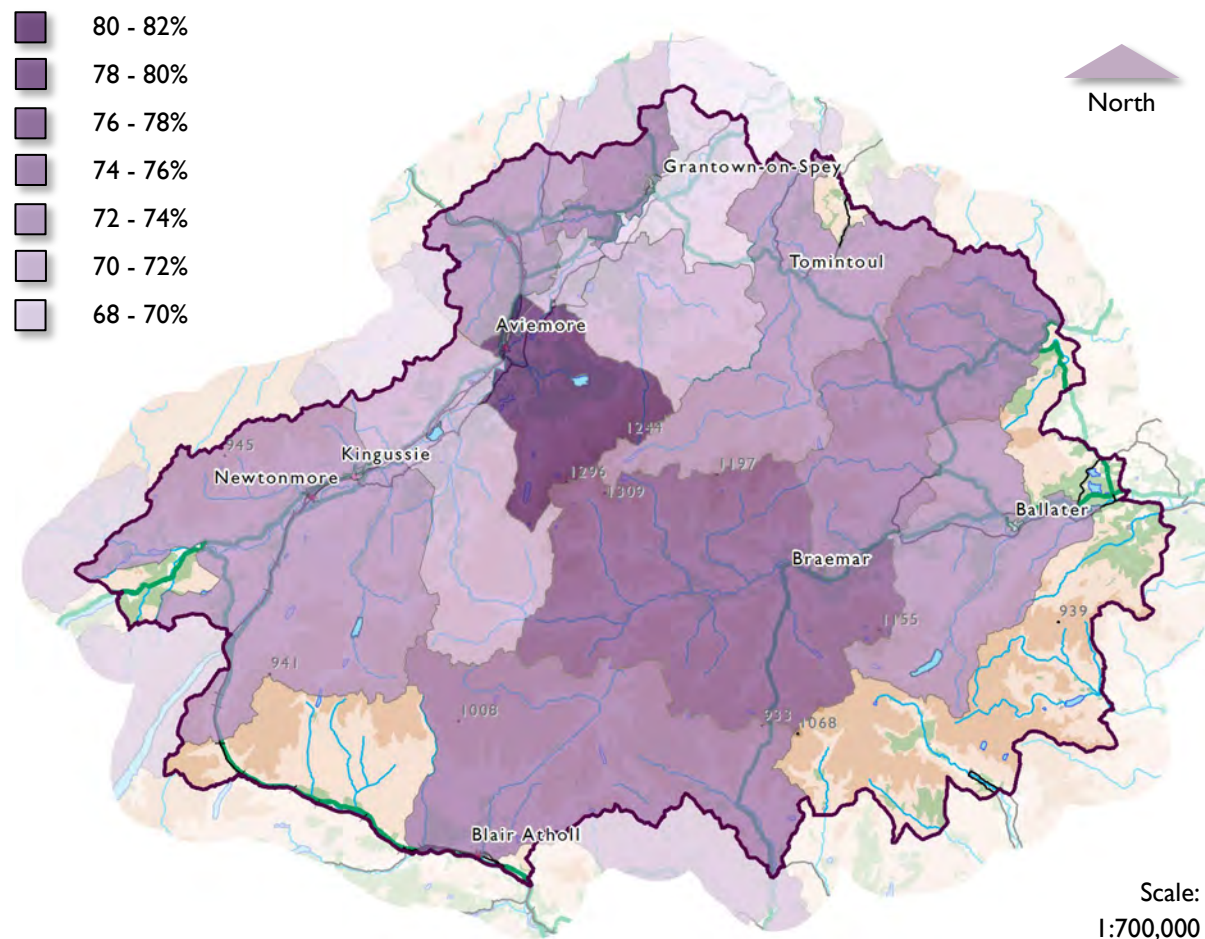 80 - 82%
78 - 80%
76 - 78%
74 - 76%
72 - 74%
70 - 72%
68 - 70%
North
Grantown-on-Spey
Tomintoul
Aviemore
1244
945
Kingussie
1296
1197
Newtonmore
1309
Ballater
Braemar
939
1155
941
1008
933
1068
Blair Atholl
Scale:
1:700,000